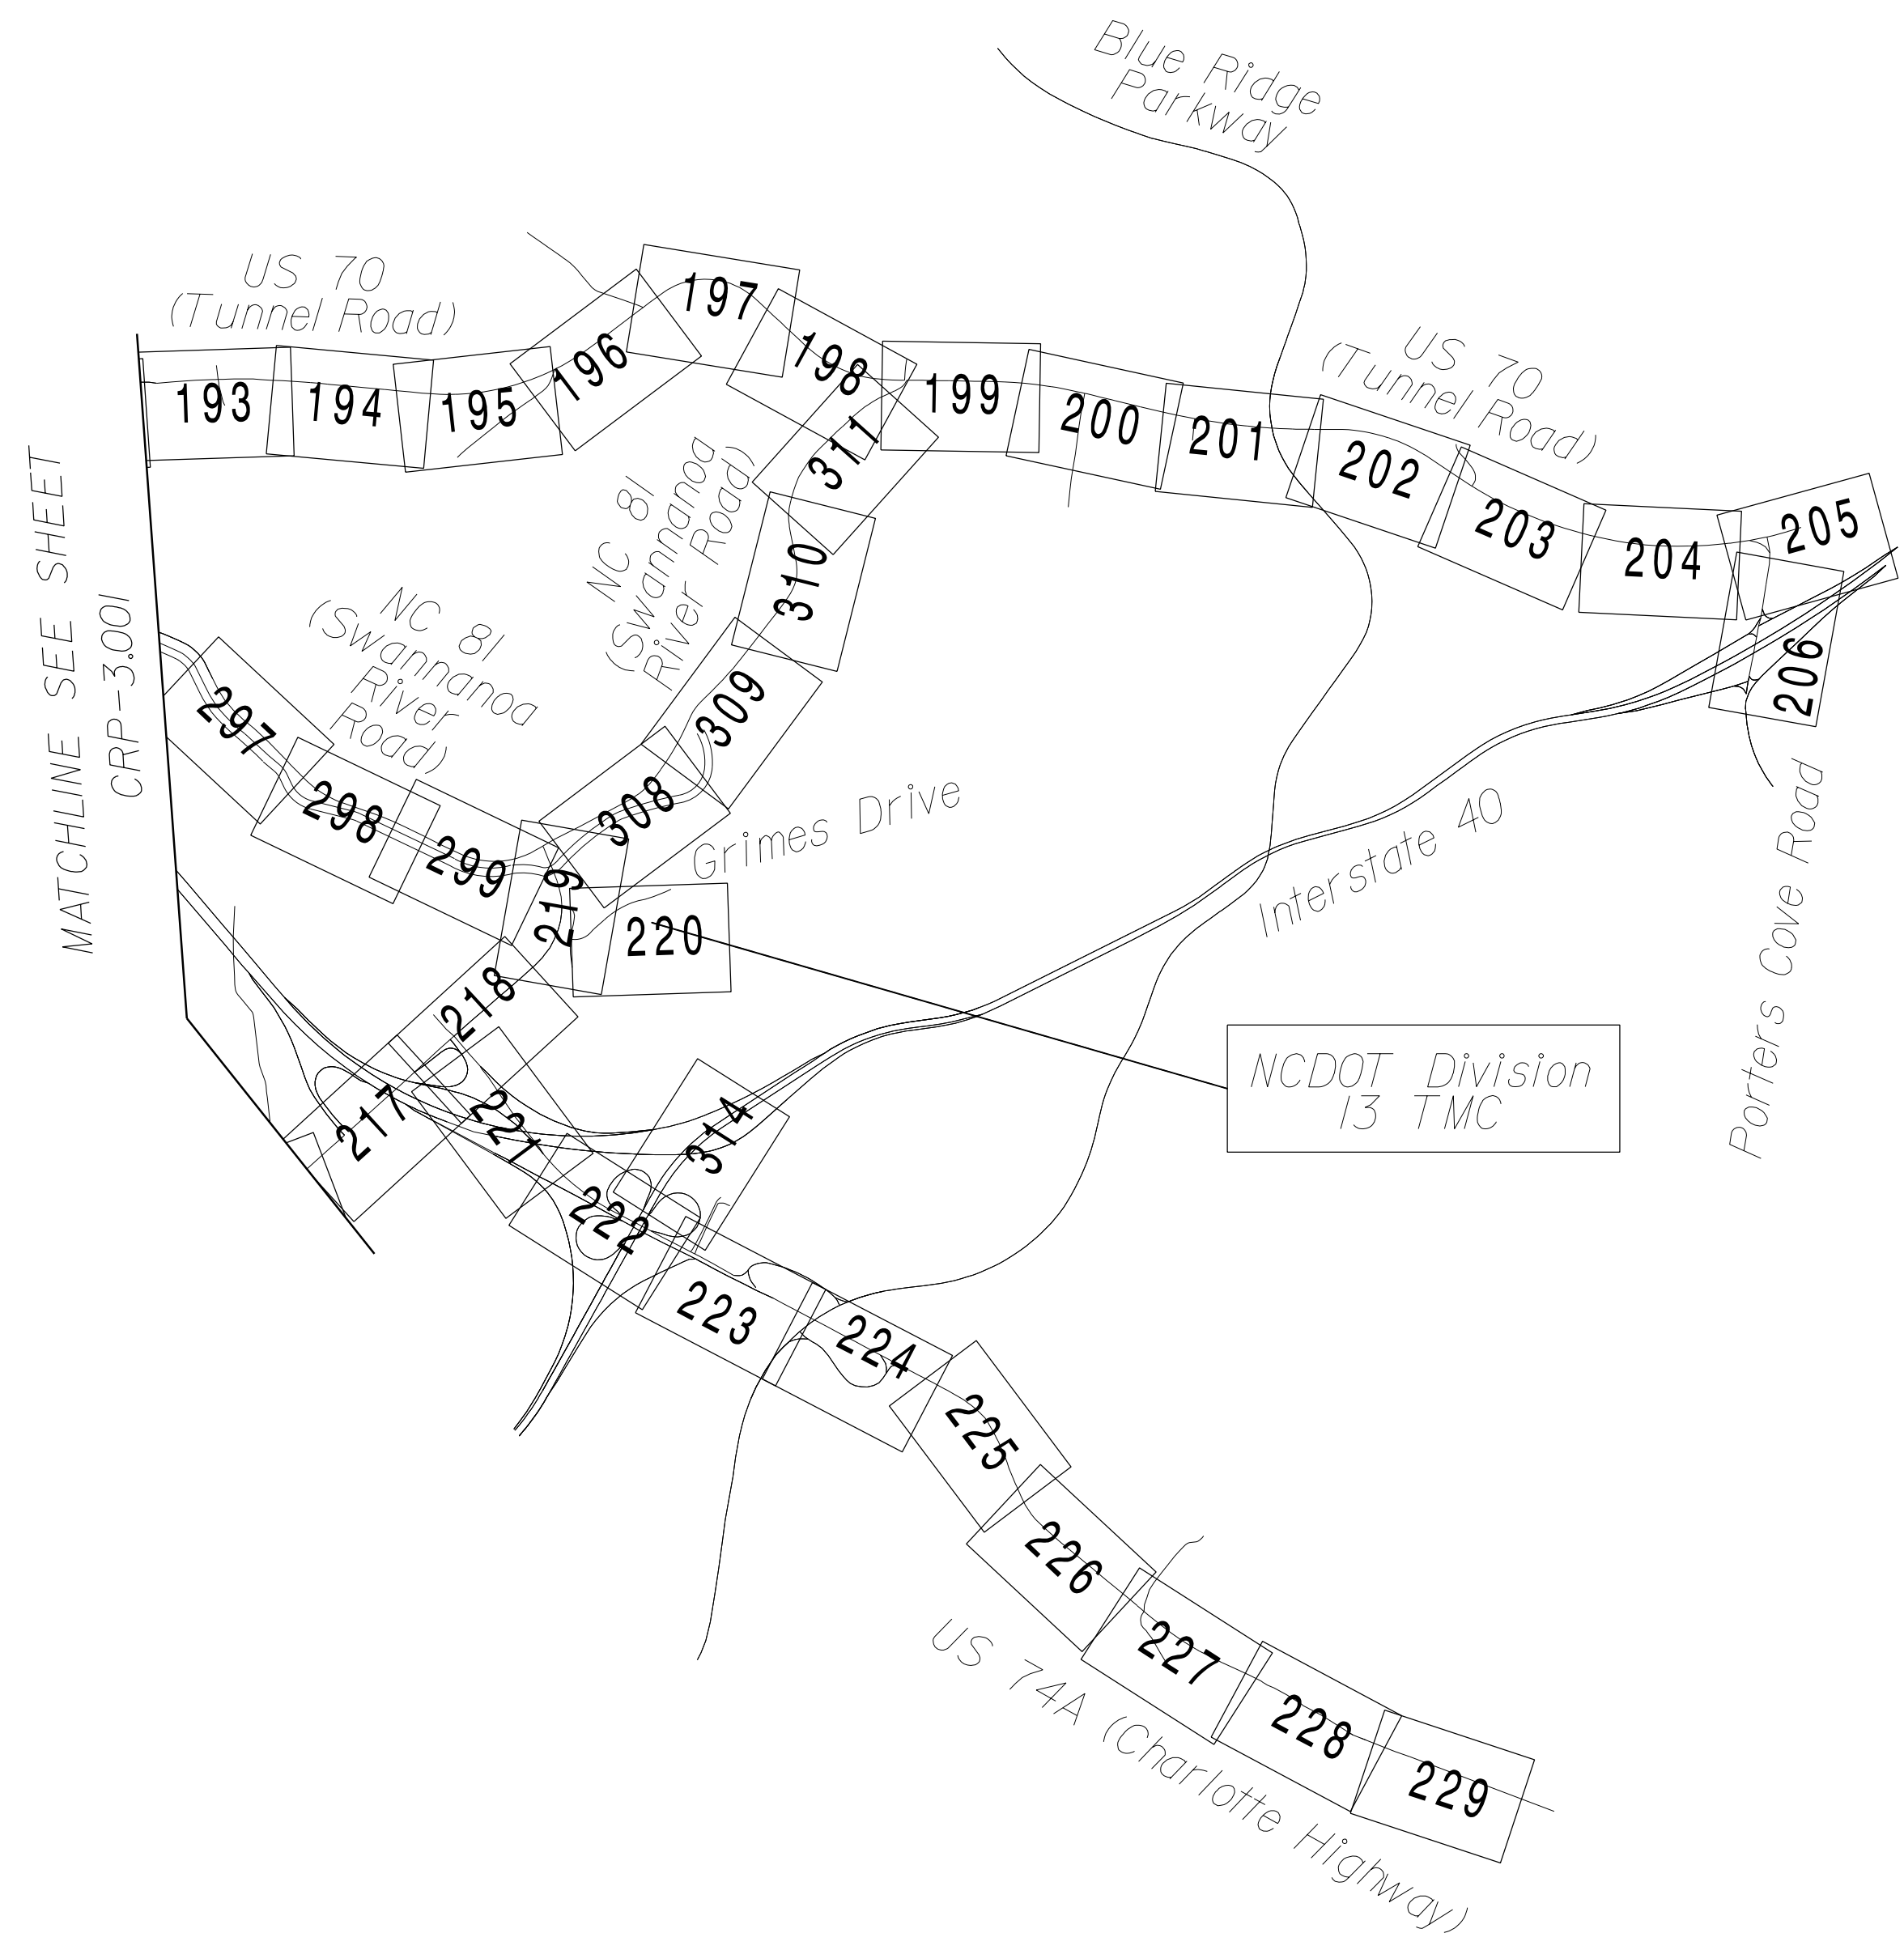 Blue Ridge
Parkway
US 70
(Tunnel Road)
197
196
198
193
194
195
199
200
201
202
203
204
205
206
US 70
(Tunnel Road)
311
310
309
308
NC 81
(Swannanoa
River Road)
MATCHLINE SEE SHEET
CRP-3.001
NC 81
(Swannanoa
River
Road)
297
298
299
219
220
Grimes Drive
Interstate 40
Porters Cove Road
NCDOT Division
13 TMC
218
217
221
314
222
223
224
225
226
227
228
229
US 74A (Charlotte Highway)